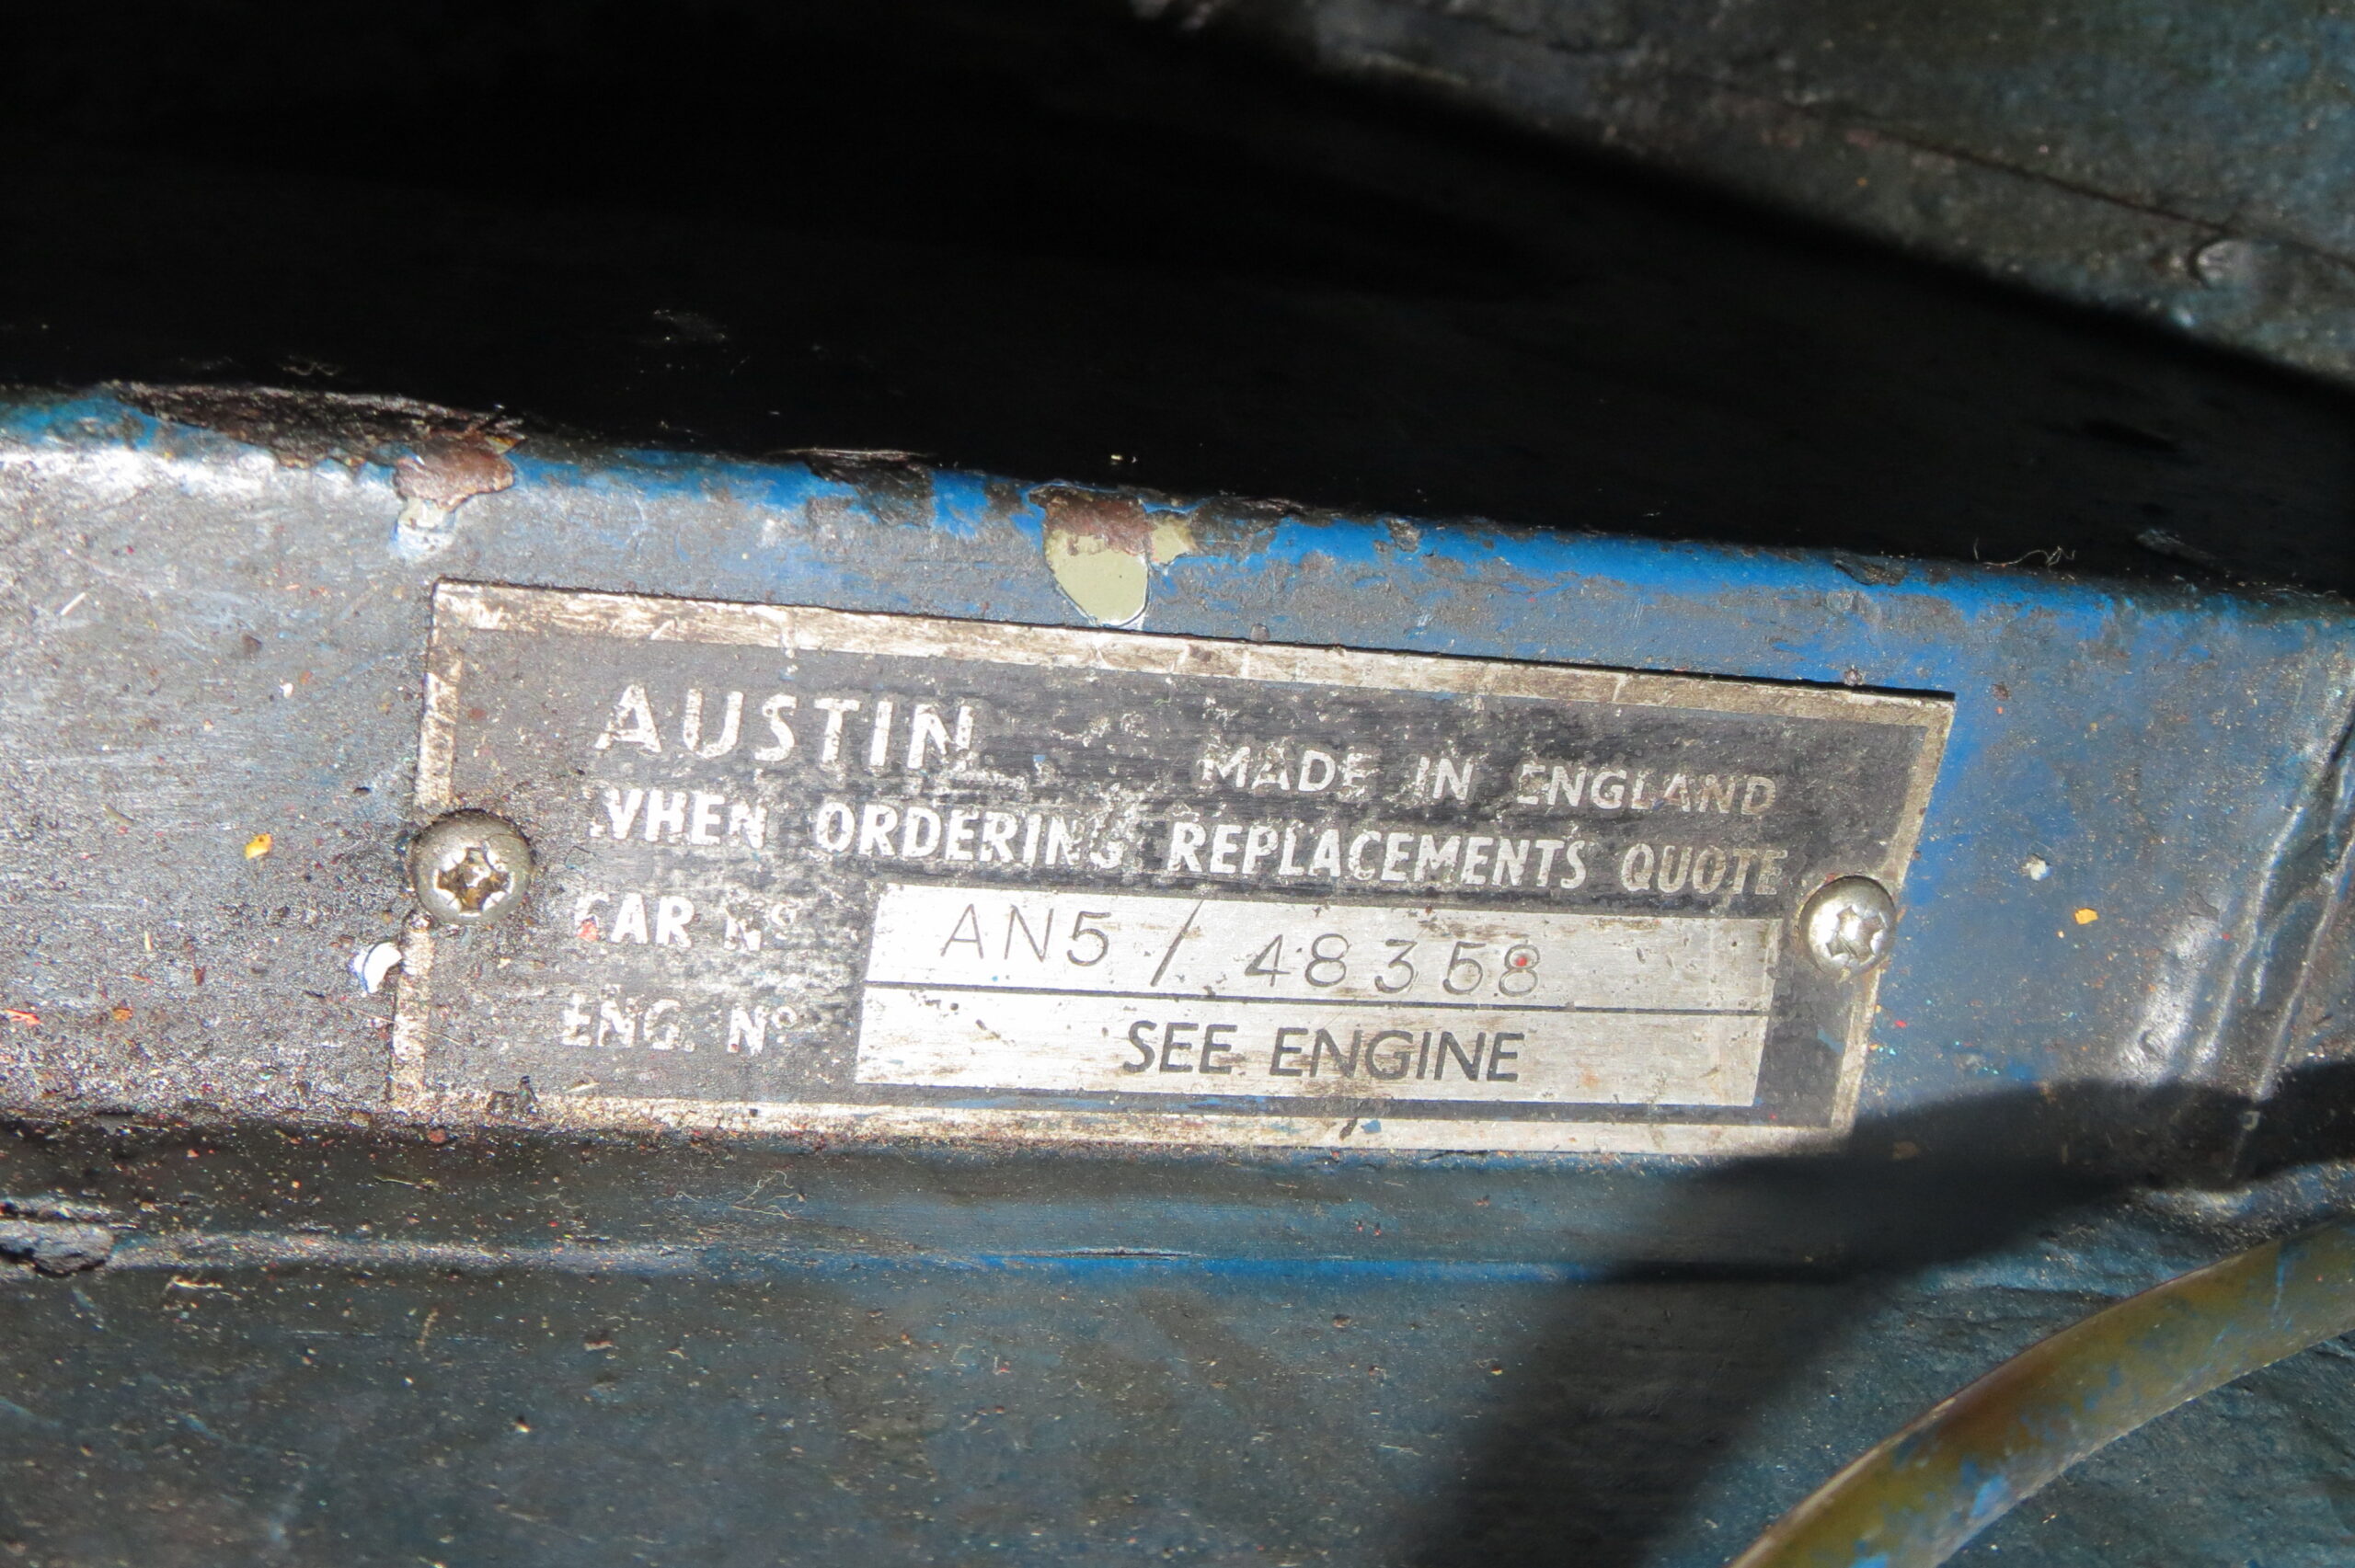 AUSTIN MADE IN ENGLAND
WHEN ORDERING REPLACEMENTS QUOTE
CAR Nº AN5 / 48358
ENG. Nº SEE ENGINE